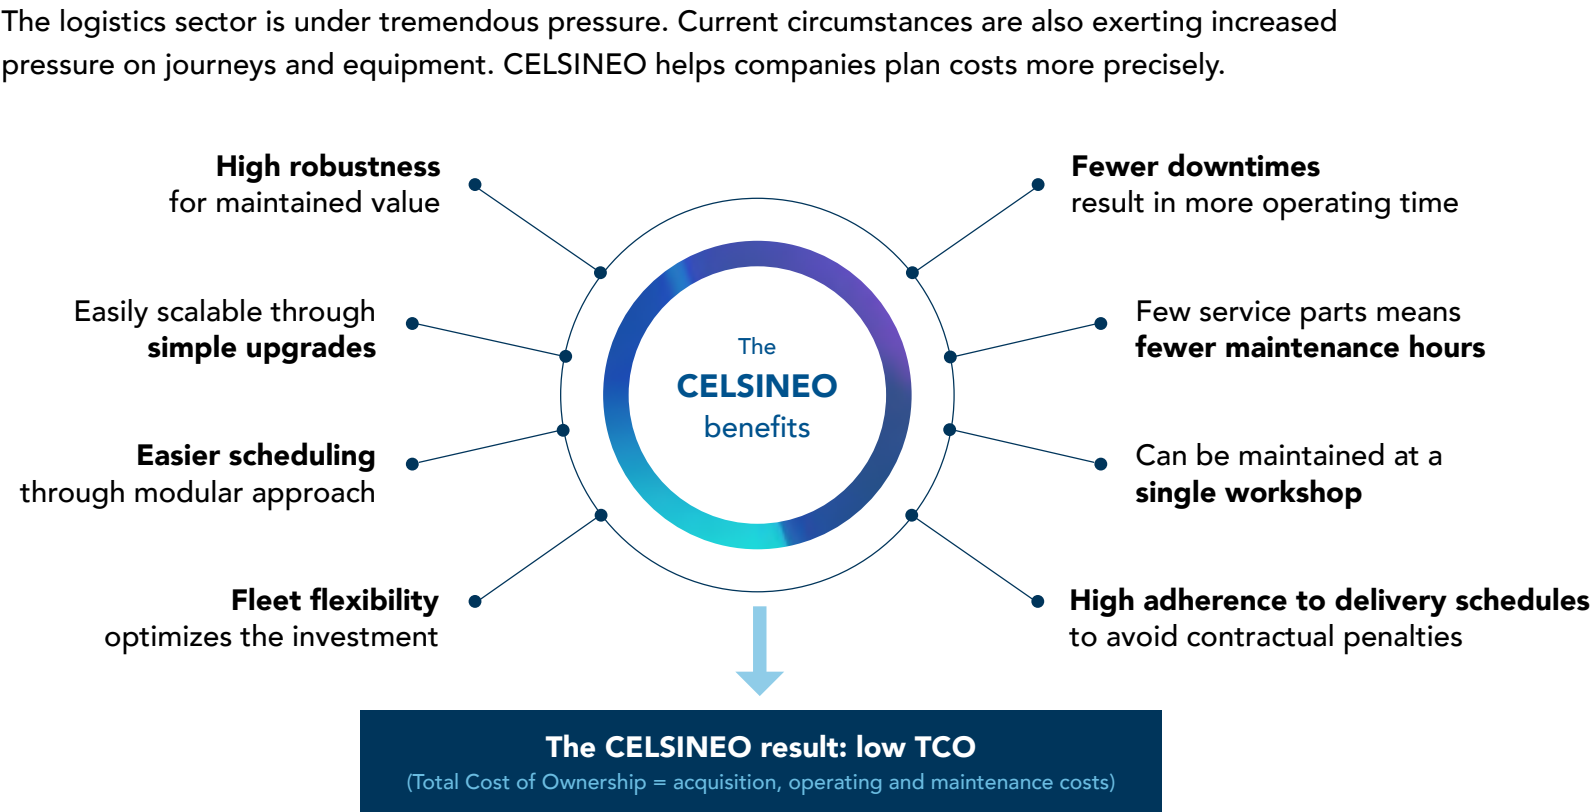 The logistics sector is under tremendous pressure. Current circumstances are also exerting increased
pressure on journeys and equipment. CELSINEO helps companies plan costs more precisely.
High robustness
for maintained value
Easily scalable through
simple upgrades
Easier scheduling
through modular approach
Fleet flexibility
optimizes the investment
The
CELSINEO
benefits
Fewer downtimes
result in more operating time
Few service parts means
fewer maintenance hours
Can be maintained at a
single workshop
High adherence to delivery schedules
to avoid contractual penalties
The CELSINEO result: low TCO
(Total Cost of Ownership = acquisition, operating and maintenance costs)